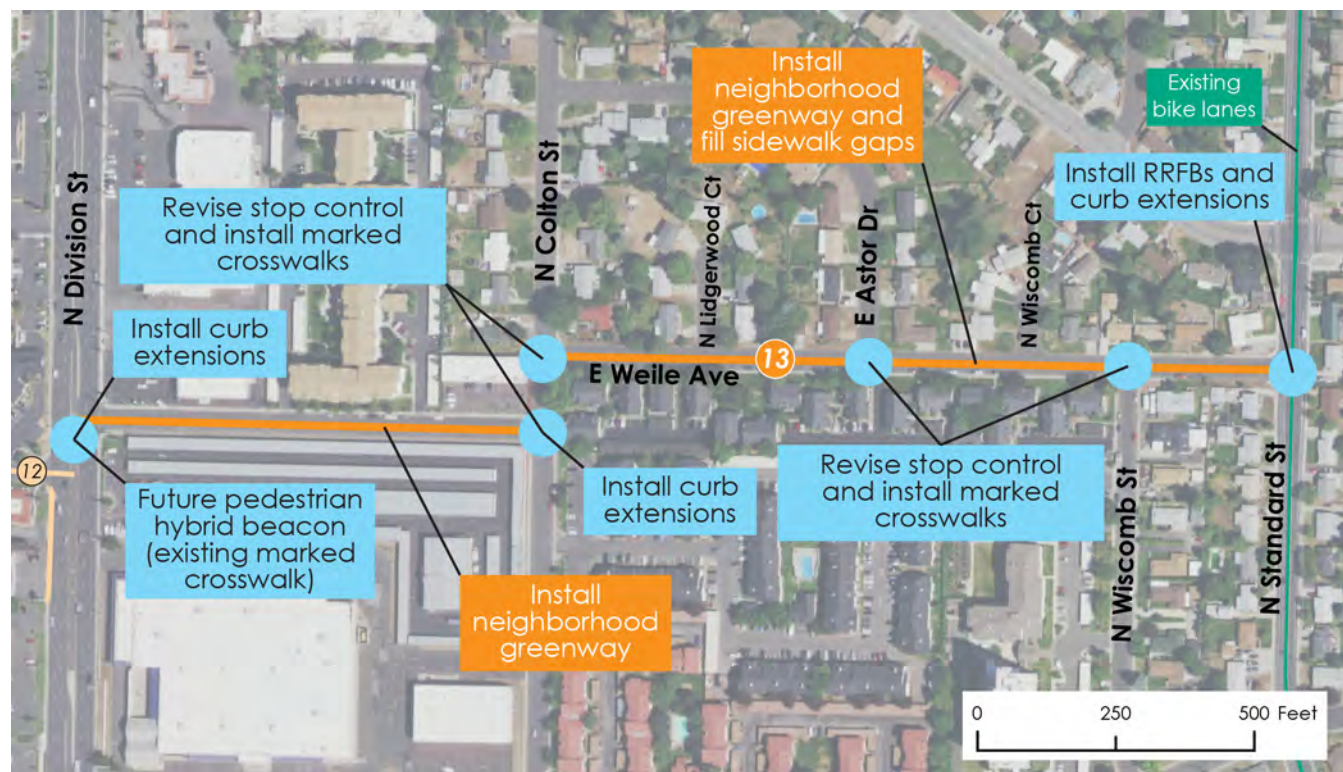 Install
neighborhood
greenway and
fill sidewalk gaps
Existing
bike lanes
Install RRFBs and
curb extensions
Revise stop control
and install marked
crosswalks
N Division St
N Colton St
N Lidgerwood Ct
E Astor Dr
N Wiscomb Ct
Install curb
extensions
13
E Weile Ave
12
Future pedestrian
hybrid beacon
(existing marked
crosswalk)
Install curb
extensions
Revise stop control
and install marked
crosswalks
N Wiscomb St
N Standard St
Install
neighborhood
greenway
0 250 500 Feet